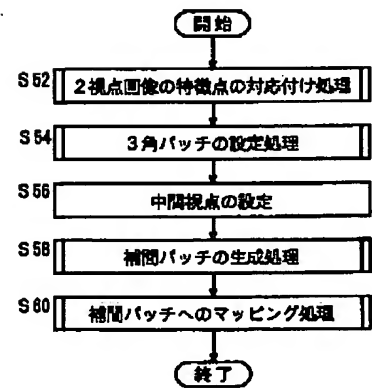 開始
S52 2視点画像の特徴点の対応付け処理
S54 3角パッチの設定処理
S56 中間視点の設定
S58 補間パッチの生成処理
S60 補間パッチへのマッピング処理
終了